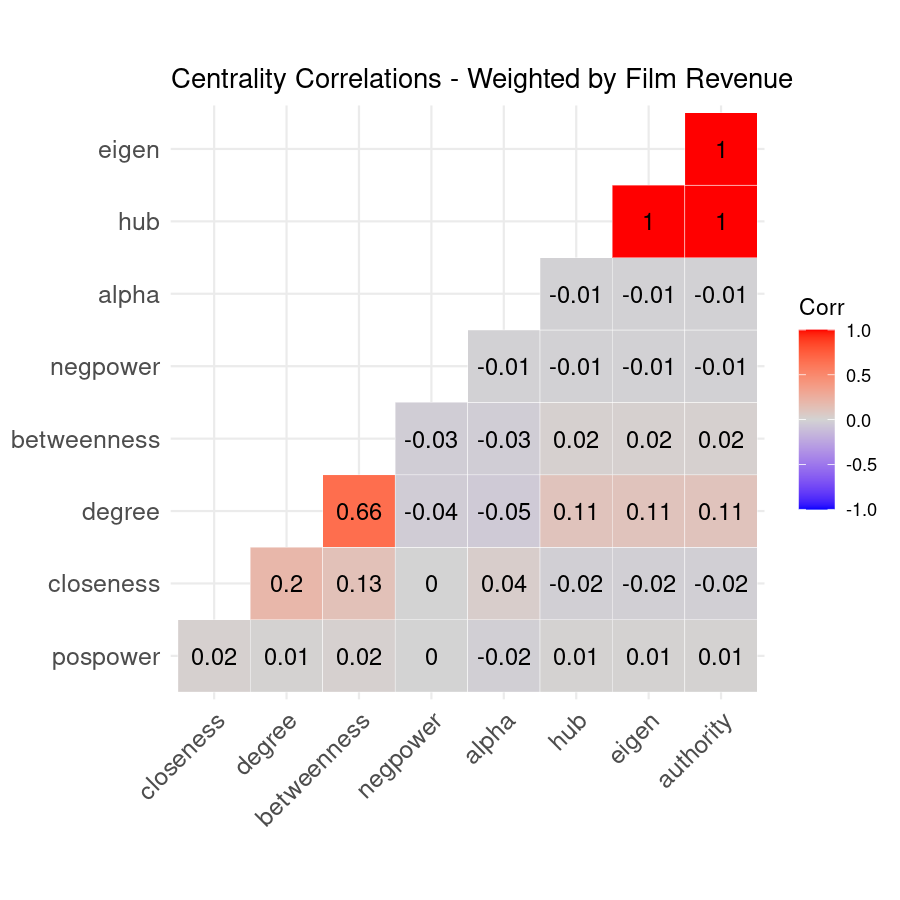 Centrality Correlations - Weighted by Film Revenue
eigen 1
hub 1 1
alpha -0.01 -0.01 -0.01
negpower -0.01 -0.01 -0.01 -0.01
betweenness -0.03 -0.03 0.02 0.02 0.02
degree 0.66 -0.04 -0.05 0.11 0.11 0.11
closeness 0.2 0.13 0 0.04 -0.02 -0.02 -0.02
pospower 0.02 0.01 0.02 0 -0.02 0.01 0.01 0.01
closeness degree betweenness negpower alpha hub eigen authority
Corr
1.0
0.5
0.0
-0.5
-1.0